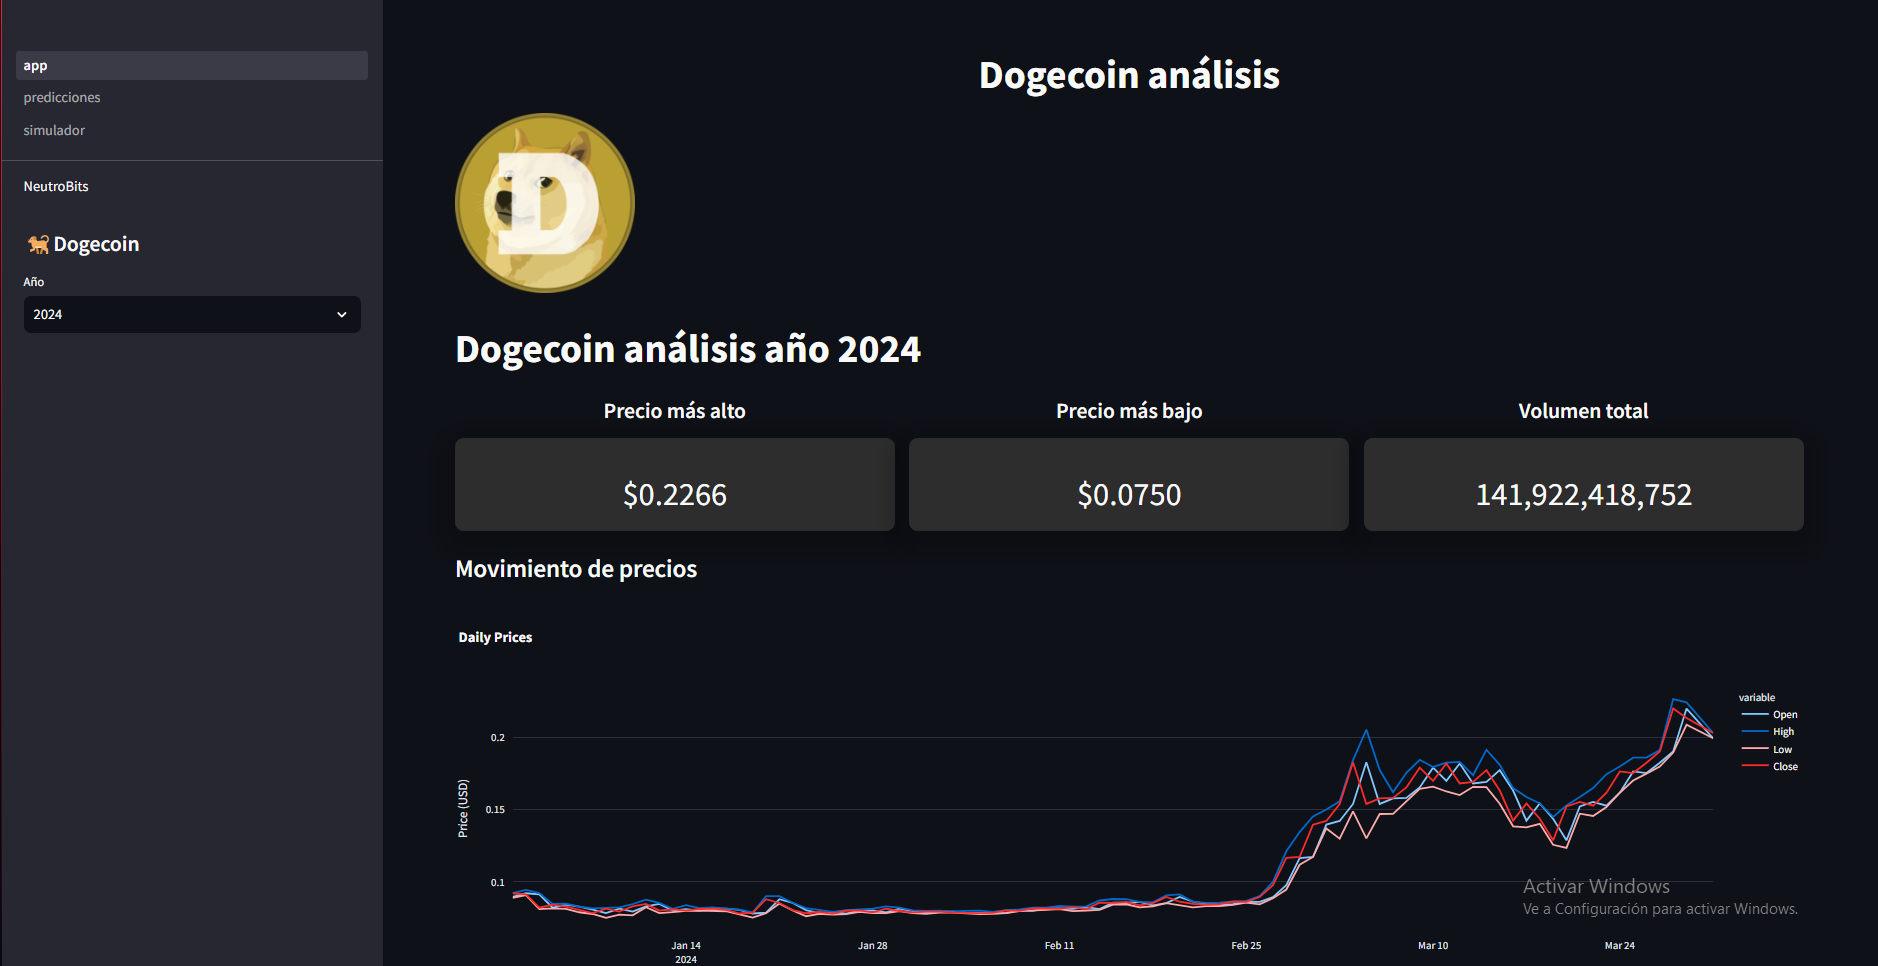 app
predicciones
simulador
NeutroBits
Dogecoin
Año
2024
Dogecoin análisis
D
Dogecoin análisis año 2024
Precio más alto
Precio más bajo
Volumen total
$0.2266
$0.0750
141,922,418,752
Movimiento de precios
Daily Prices
variable
Open
High
Low
Close
Price (USD)
0.2
0.15
0.1
Jan 14
2024
Jan 28
Feb 11
Feb 25
Mar 10
Mar 24
Activar Windows
Ve a Configuración para activar Windows.